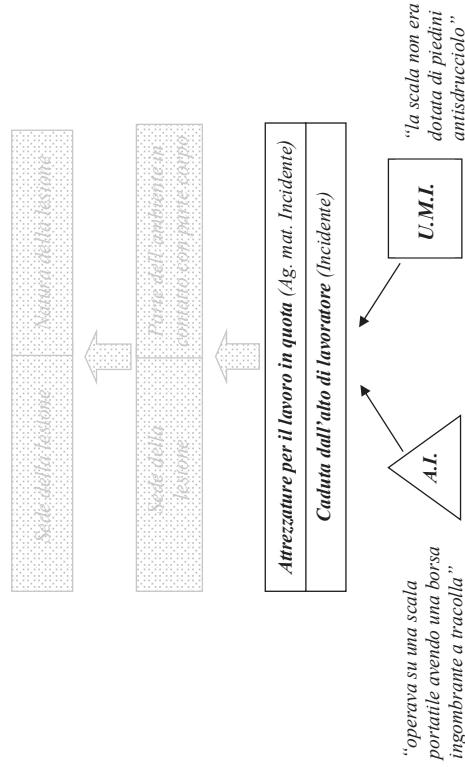 Sede della lesione
Natura della lesione
Sede della
lesione
Parte dell'ambiente in
contatto con parte corpo
Attrezzature per il lavoro in quota (Ag. mat. Incidente)
Caduta dall'alto di lavoratore (Incidente)
A.I.
U.M.I.
“operava su una scala
portatile avendo una borsa
ingombrante a tracolla”
“la scala non era
dotata di piedini
antisdrucciolo”